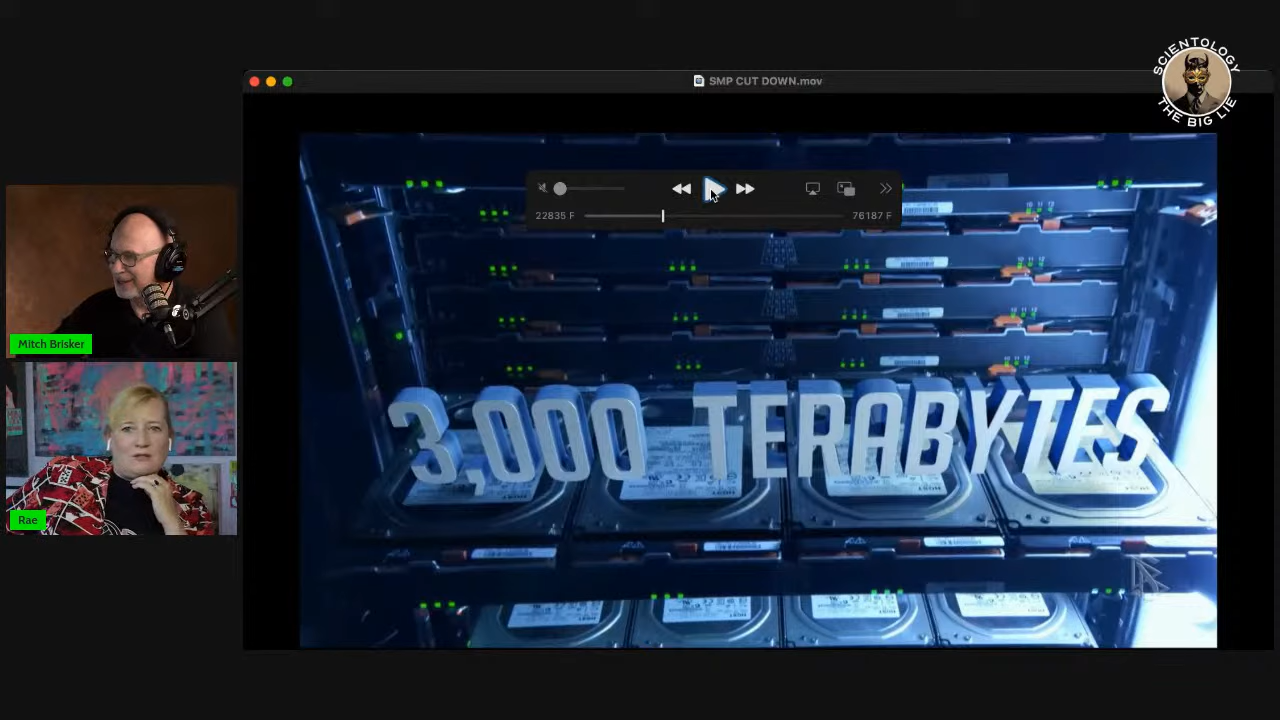 SMP CUT DOWN.mov
SCIENTOLOGY
THE BIG LIE
22835 F
76187 F
Mitch Brisker
3,000 TERABYTES
Rae